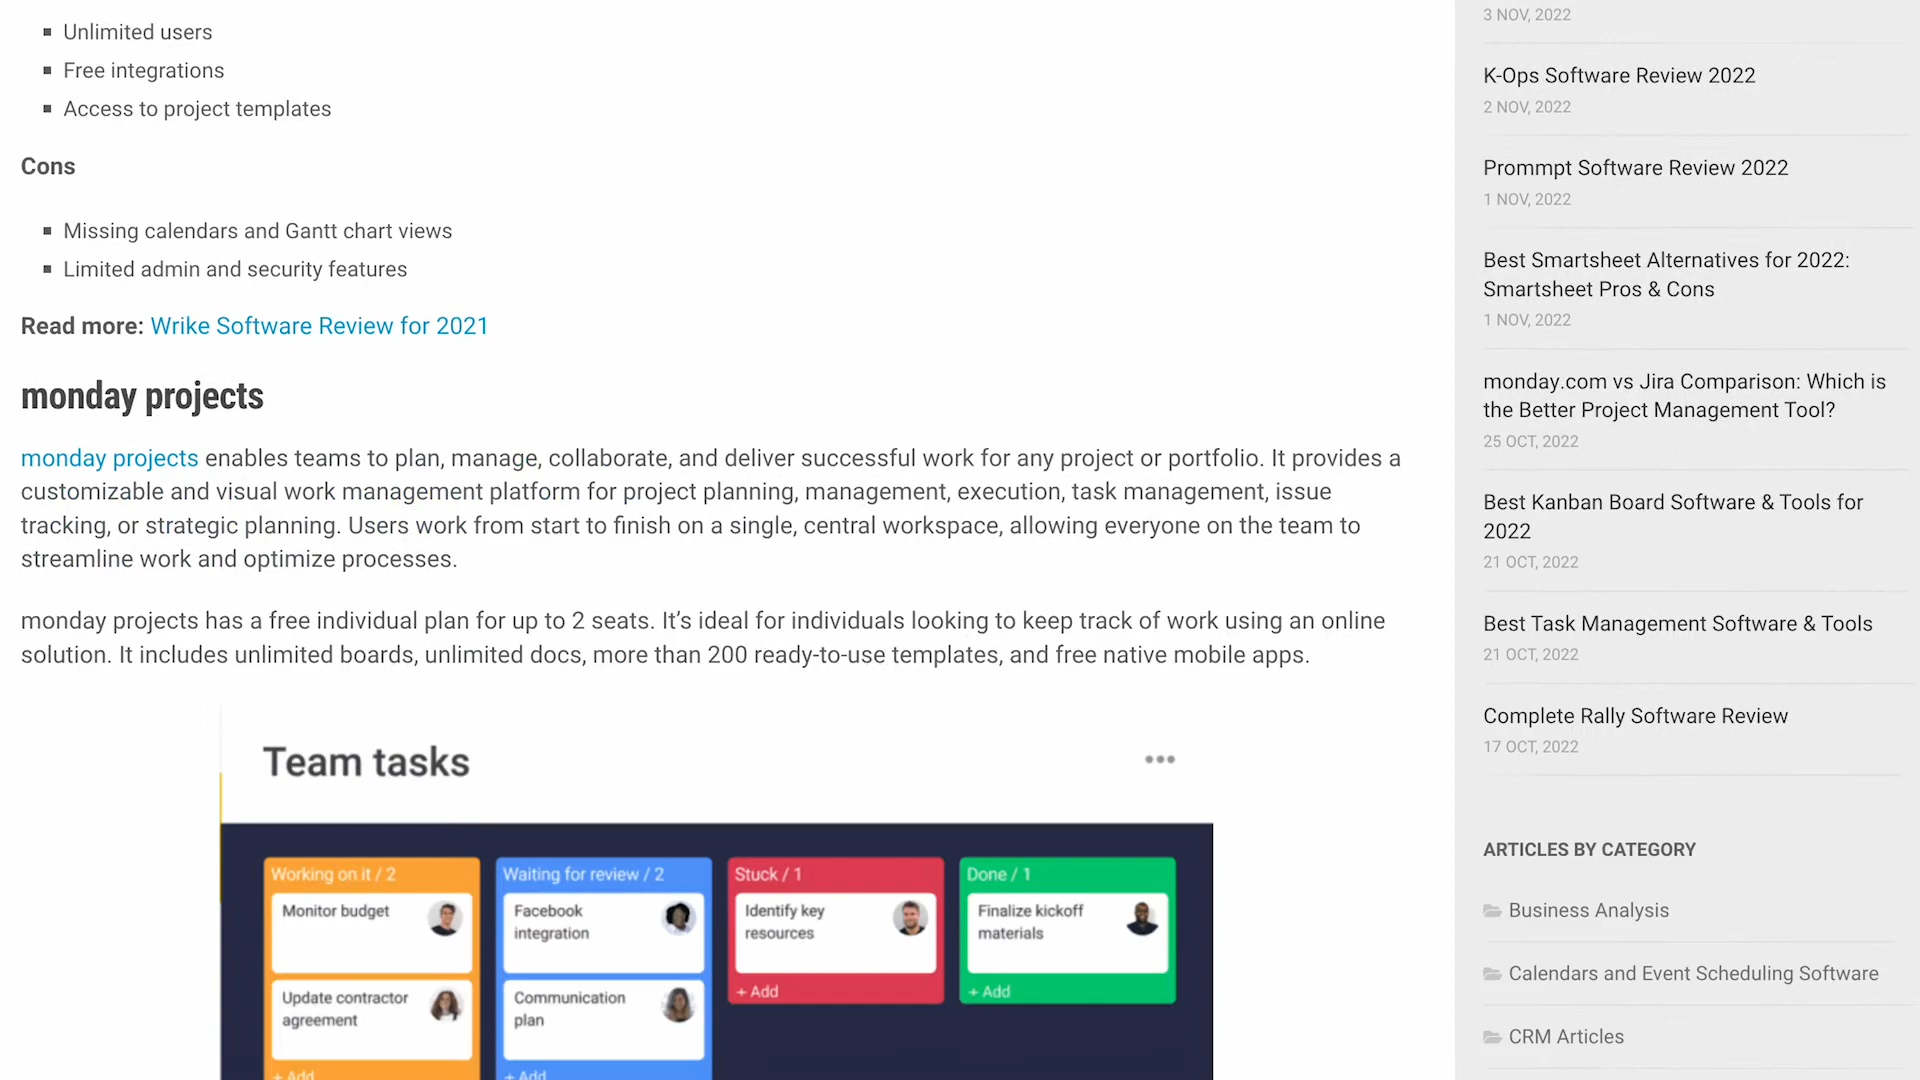 Unlimited users
Free integrations
Access to project templates
Cons
Missing calendars and Gantt chart views
Limited admin and security features
Read more: Wrike Software Review for 2021
monday projects
monday projects enables teams to plan, manage, collaborate, and deliver successful work for any project or portfolio. It provides a
customizable and visual work management platform for project planning, management, execution, task management, issue
tracking, or strategic planning. Users work from start to finish on a single, central workspace, allowing everyone on the team to
streamline work and optimize processes.
monday projects has a free individual plan for up to 2 seats. It’s ideal for individuals looking to keep track of work using an online
solution. It includes unlimited boards, unlimited docs, more than 200 ready-to-use templates, and free native mobile apps.
Team tasks
Working on it / 2
Monitor budget
Update contractor
agreement
+ Add
Waiting for review / 2
Facebook
integration
Communication
plan
+ Add
Stuck / 1
Identify key
resources
+ Add
Done / 1
Finalize kickoff
materials
+ Add
3 NOV, 2022
K-Ops Software Review 2022
2 NOV, 2022
Prommpt Software Review 2022
1 NOV, 2022
Best Smartsheet Alternatives for 2022:
Smartsheet Pros & Cons
1 NOV, 2022
monday.com vs Jira Comparison: Which is
the Better Project Management Tool?
25 OCT, 2022
Best Kanban Board Software & Tools for
2022
21 OCT, 2022
Best Task Management Software & Tools
21 OCT, 2022
Complete Rally Software Review
17 OCT, 2022
ARTICLES BY CATEGORY
Business Analysis
Calendars and Event Scheduling Software
CRM Articles